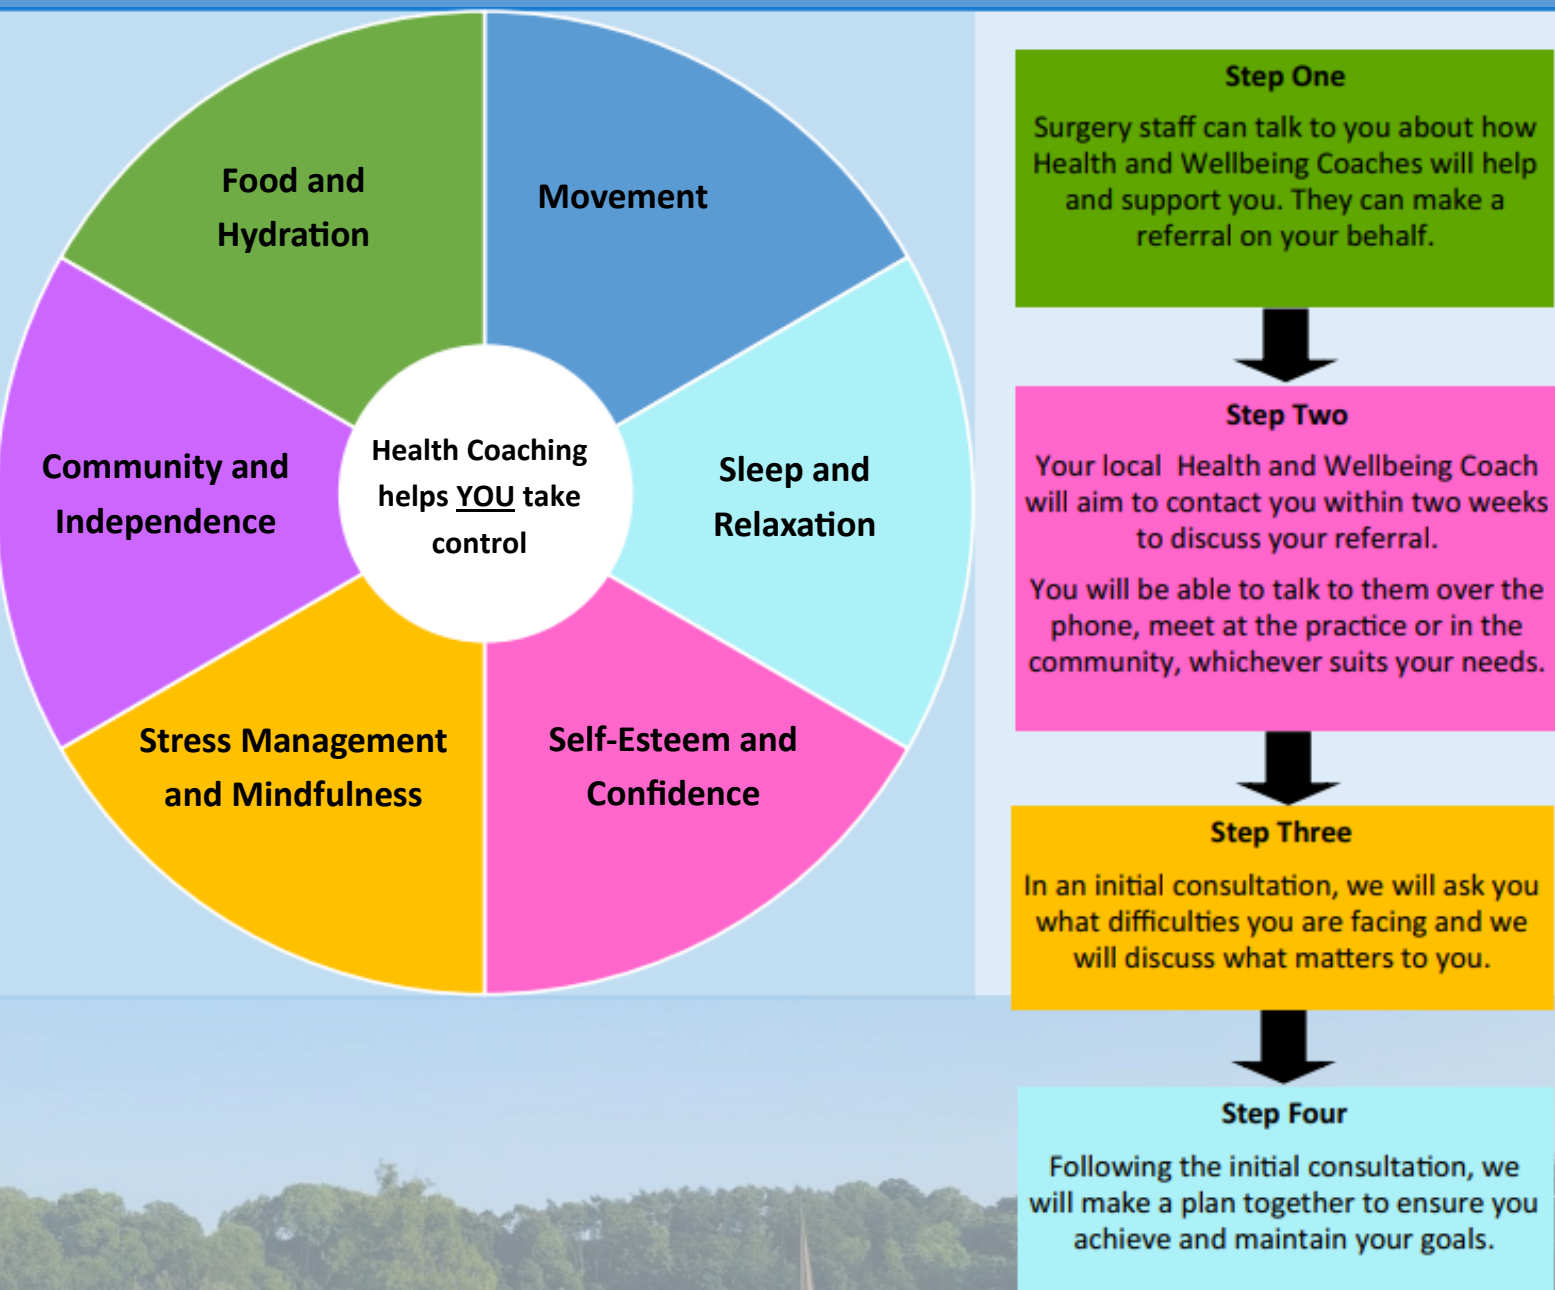 Food and
Hydration
Movement
Community and
Independence
Health Coaching
helps YOU take
control
Sleep and
Relaxation
Stress Management
and Mindfulness
Self-Esteem and
Confidence
Step One
Surgery staff can talk to you about how
Health and Wellbeing Coaches will help
and support you. They can make a
referral on your behalf.
Step Two
Your local  Health and Wellbeing Coach
will aim to contact you within two weeks
to discuss your referral.
You will be able to talk to them over the
phone, meet at the practice or in the
community, whichever suits your needs.
Step Three
In an initial consultation, we will ask you
what difficulties you are facing and we
will discuss what matters to you.
Step Four
Following the initial consultation, we
will make a plan together to ensure you
achieve and maintain your goals.